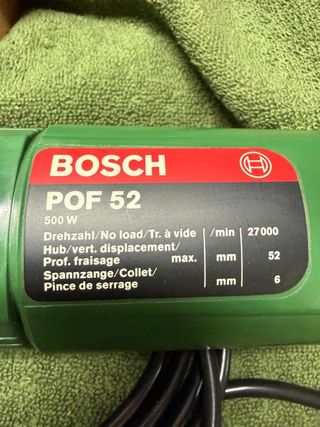 BOSCH
POF 52
500 W
Drehzahl/No load/Tr. à vide /min 27000
Hub/vert. displacement/
Prof. fraisage max. mm 52
Spannzange/Collet/
Pince de serrage mm 6